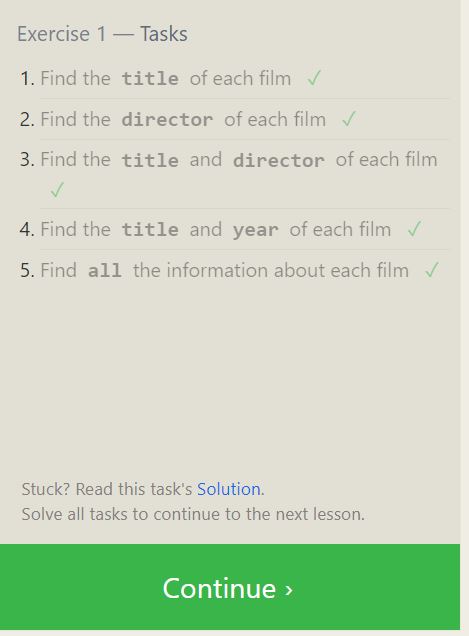 Exercise 1 — Tasks
1. Find the title of each film ✓
2. Find the director of each film ✓
3. Find the title and director of each film
✓
4. Find the title and year of each film ✓
5. Find all the information about each film ✓
Stuck? Read this task's Solution.
Solve all tasks to continue to the next lesson.
Continue ›